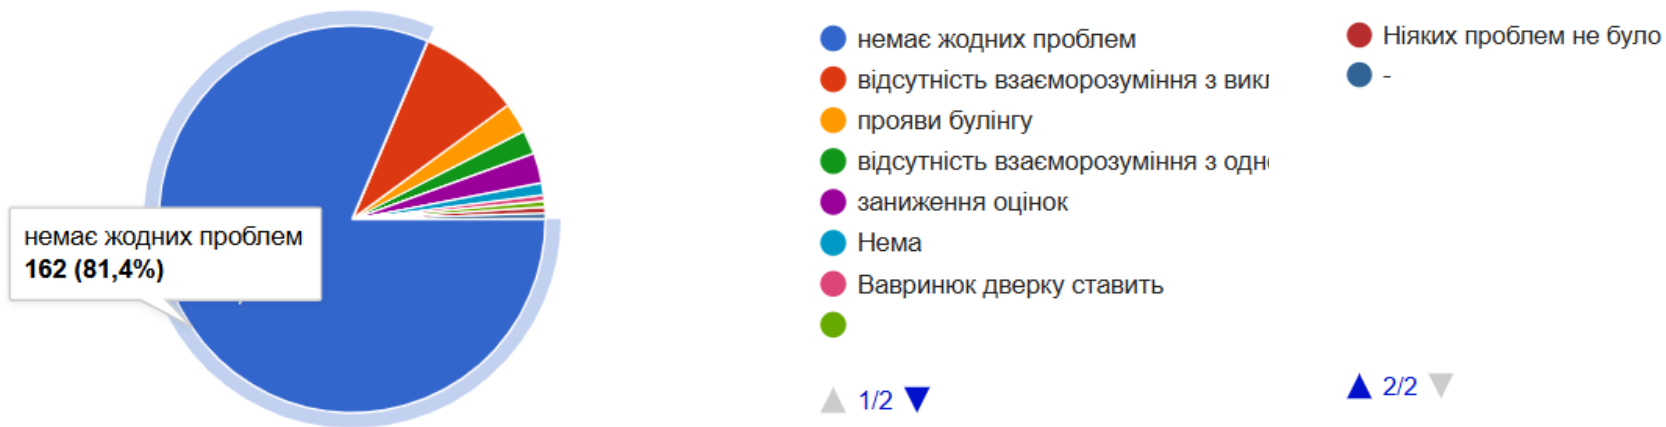 немає жодних проблем
162 (81,4%)
немає жодних проблем
відсутність взаєморозуміння з викл
прояви булінгу
відсутність взаєморозуміння з одн
заниження оцінок
Нема
Вавринюк дверку ставить
1/2
Ніяких проблем не було
-
2/2